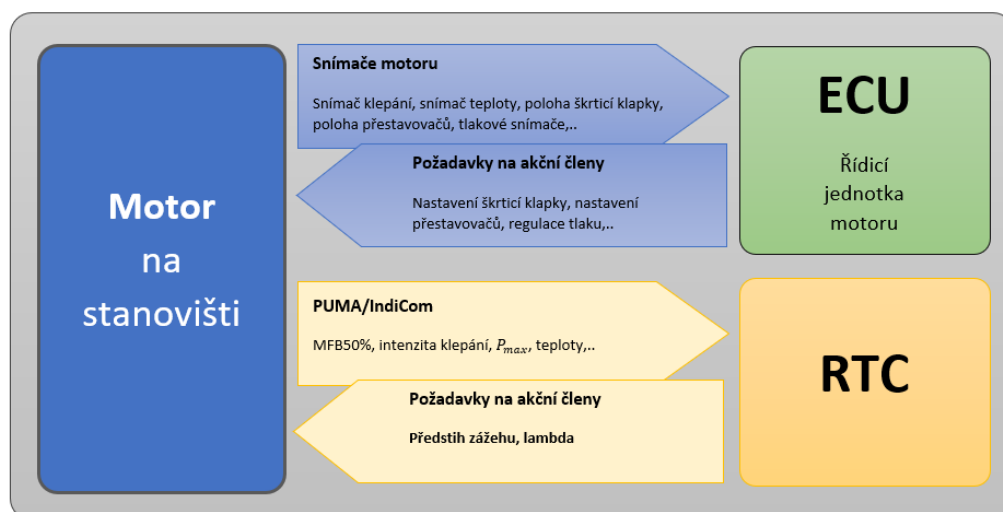 Motor
na
stanovišti
Snímače motoru
Snímač klepání, snímač teploty, poloha škrticí klapky,
poloha přestavovačů, tlakové snímače,..
Požadavky na akční členy
Nastavení škrticí klapky, nastavení
přestavovačů, regulace tlaku,..
ECU
Řídicí
jednotka
motoru
PUMA/IndiCom
MFB50%, intenzita klepání, P_max, teploty,..
Požadavky na akční členy
Předstih zážehu, lambda
RTC